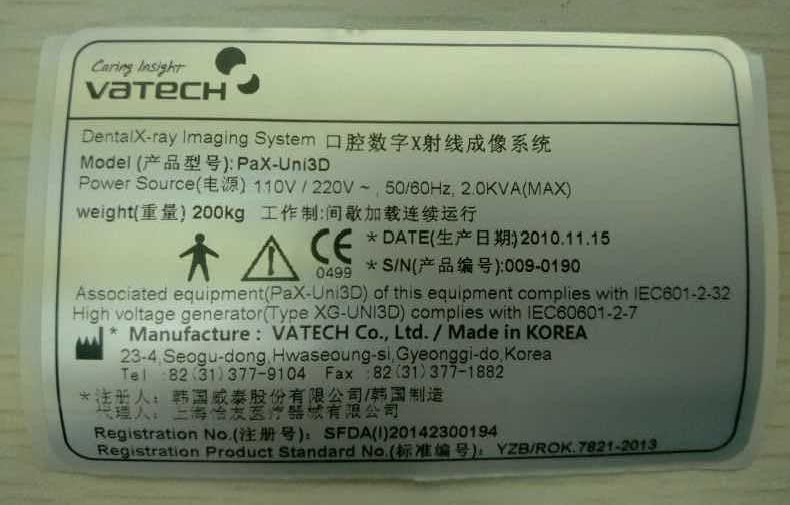 Caring Insight
vatech
DentalX-ray Imaging System 口腔数字X射线成像系统
Model (产品型号):PaX-Uni3D
Power Source(电源) 110V / 220V ~ , 50/60Hz, 2.0KVA(MAX)
weight(重量) 200kg 工作制:间歇加载连续运行
* DATE(生产日期)2010.11.15
CE 0499
* S/N(产品编号):009-0190
Associated equipment(PaX-Uni3D) of this equipment complies with IEC601-2-32
High voltage generator(Type XG-UNI3D) complies with IEC60601-2-7
* Manufacture : VATECH Co., Ltd. / Made in KOREA
23-4,Seogu-dong,Hwaseoung-si,Gyeonggi-do,Korea
Tel :82(31)377-9104 Fax :82(31)377-1882
*注册人: 韩国威泰股份有限公司/韩国制造
代理人: 上海怡友医疗器械有限公司
Registration No.(注册号): SFDA(I)20142300194
Registration Product Standard No.(标准编号): YZB/ROK.7821-2013